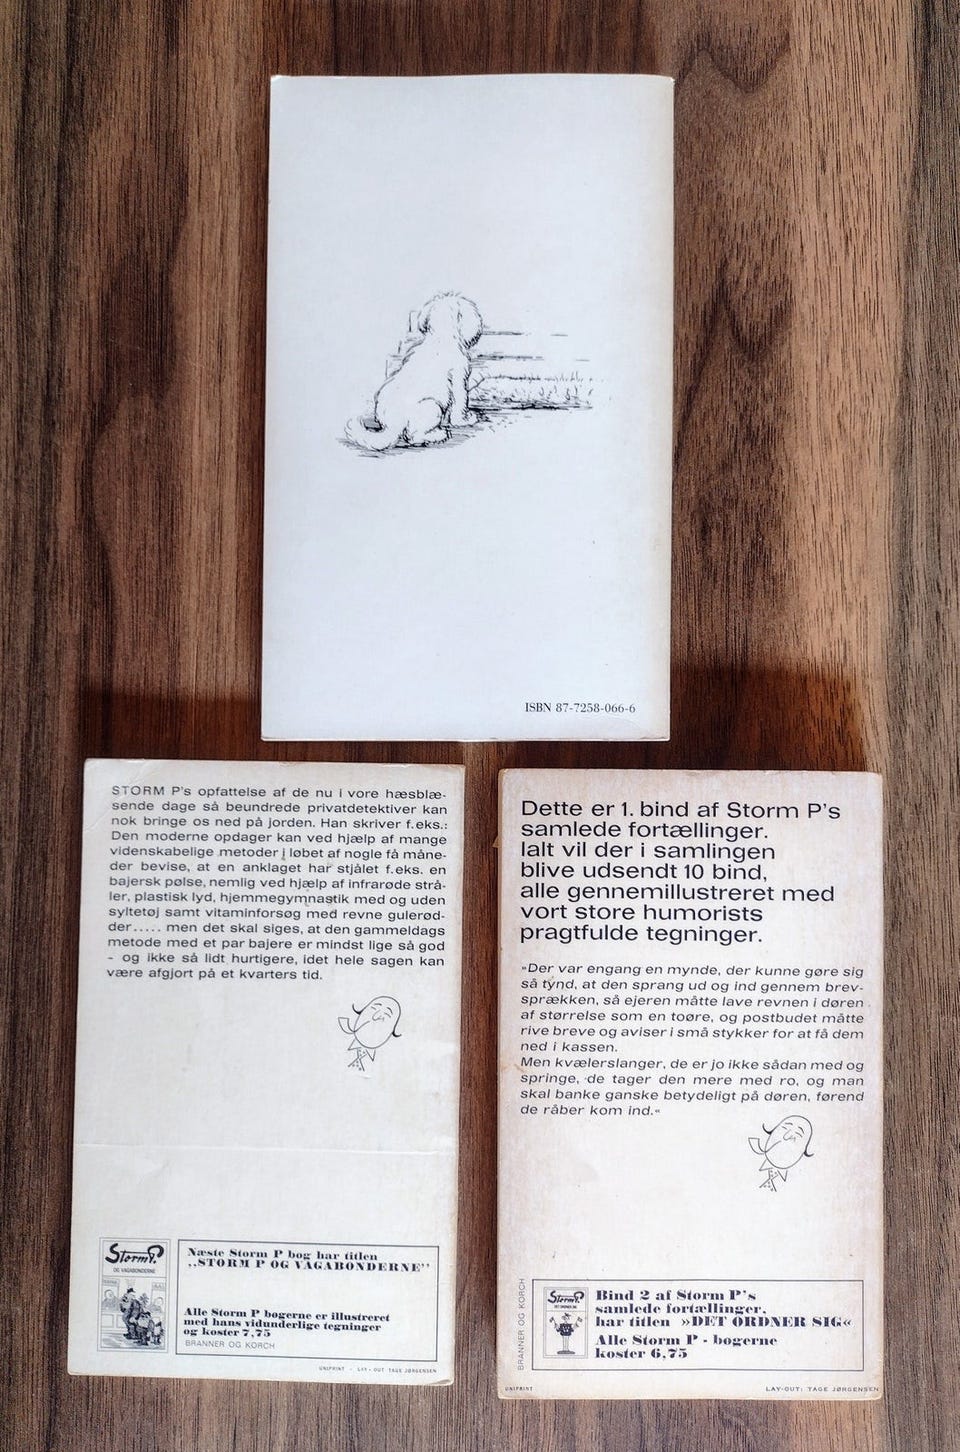 ISBN 87-7258-066-6
STORM P's opfattelse af de nu i vore hæsblæ-
sende dage så beundrede privatdetektiver kan
nok bringe os ned på jorden. Han skriver f.eks.:
Den moderne opdager kan ved hjælp af mange
videnskabelige metoder i løbet af nogle få måne-
der bevise, at en anklaget har stjålet f.eks. en
bajersk pølse, nemlig ved hjælp af infrarøde strå-
ler, plastisk lyd, hjemmegymnastik med og uden
syltetøj samt vitaminforsøg med revne gulerød-
der..... men det skal siges, at den gammeldags
metode med et par bajere er mindst lige så god
- og ikke så lidt hurtigere, idet hele sagen kan
være afgjort på et kvarters tid.
Storm P.
OG VAGABONDERNE
Næste Storm P bog har titlen
,,STORM P OG VAGABONDERNE''
Alle Storm P bøgerne er illustreret
med hans vidunderlige tegninger
og koster 7,75
BRANNER OG KORCH
UNIPRINT - LAY-OUT TAGE JØRGENSEN
Dette er 1. bind af Storm P's
samlede fortællinger.
Ialt vil der i samlingen
blive udsendt 10 bind,
alle gennemillustreret med
vort store humorists
pragtfulde tegninger.
»Der var engang en mynde, der kunne gøre sig
så tynd, at den sprang ud og ind gennem brev-
sprækken, så ejeren måtte lave revnen i døren
af størrelse som en toøre, og postbudet måtte
rive breve og aviser i små stykker for at få dem
ned i kassen.
Men kvælerslanger, de er jo ikke sådan med og
springe, de tager den mere med ro, og man
skal banke ganske betydeligt på døren, førend
de råber kom ind.«
BRANNER OG KORCH
Storm P.
DET ORDNER SIG
Bind 2 af Storm P's
samlede fortællinger,
har titlen »DET ORDNER SIG«
Alle Storm P - bøgerne
koster 6,75
UNIPRINT
LAY-OUT: TAGE JØRGENSEN